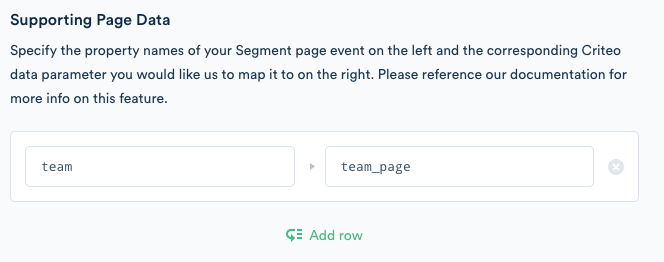 Supporting Page Data
Specify the property names of your Segment page event on the left and the corresponding Criteo
data parameter you would like us to map it to on the right. Please reference our documentation for
more info on this feature.
team team_page
Add row